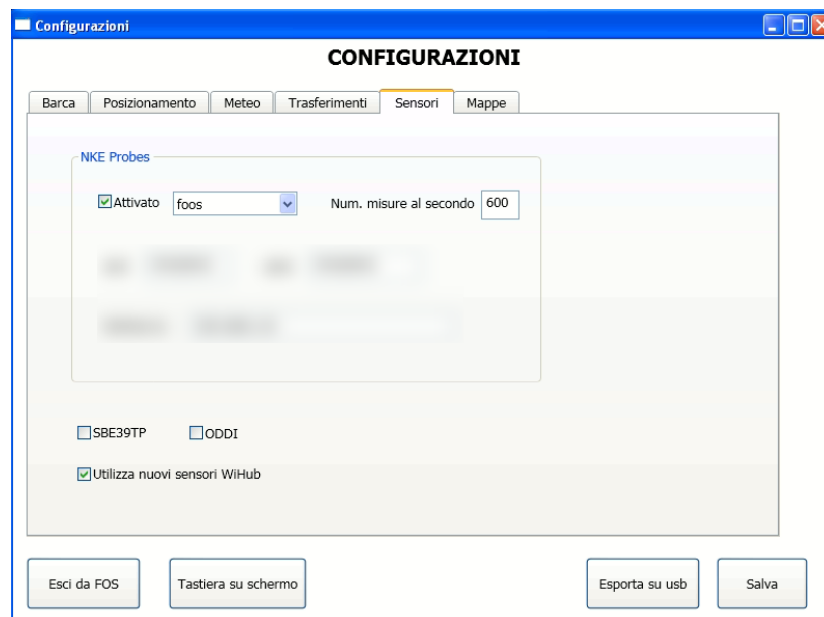 Configurazioni
CONFIGURAZIONI
Barca Posizionamento Meteo Trasferimenti Sensori Mappe
NKE Probes
Attivato foos Num. misure al secondo 600
SBE39TP ODDI
Utilizza nuovi sensori WiHub
Esci da FOS Tastiera su schermo Esporta su usb Salva